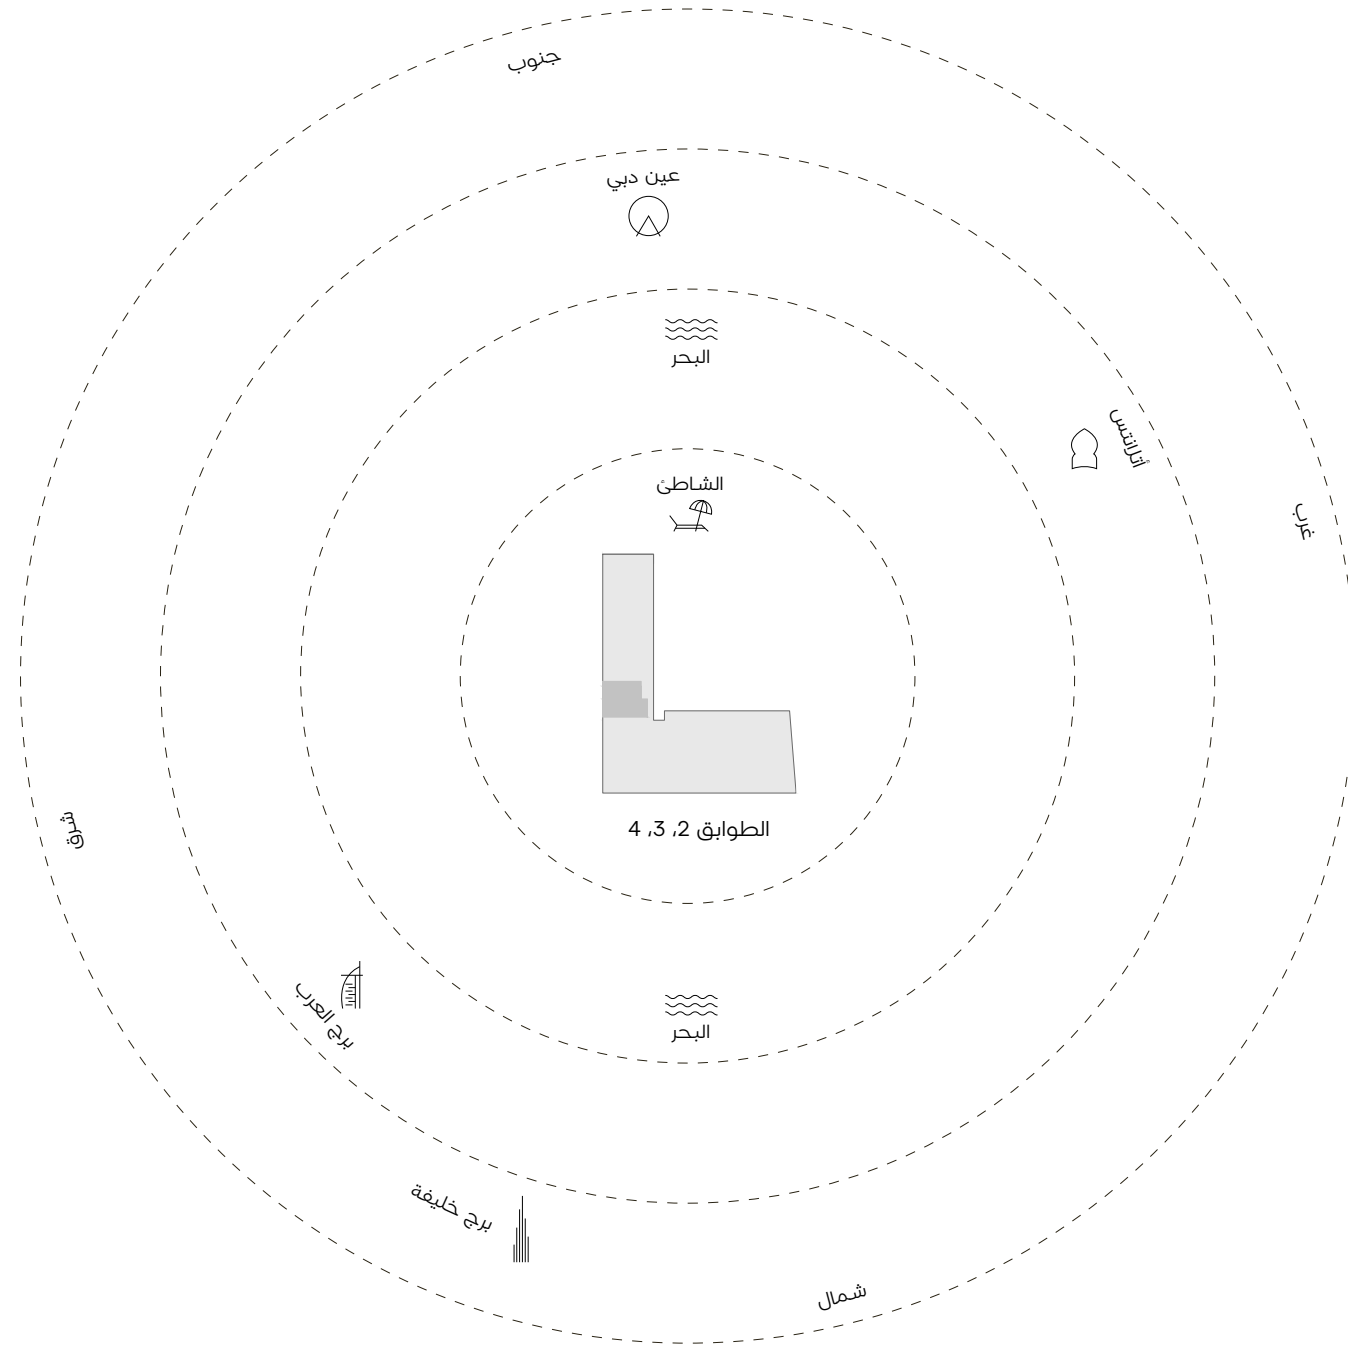 جنوب
عين دبي
البحر
أتلانتس
الشاطئ
غرب
الطوابق 2، 3، 4
شرق
برج العرب
البحر
برج خليفة
شمال